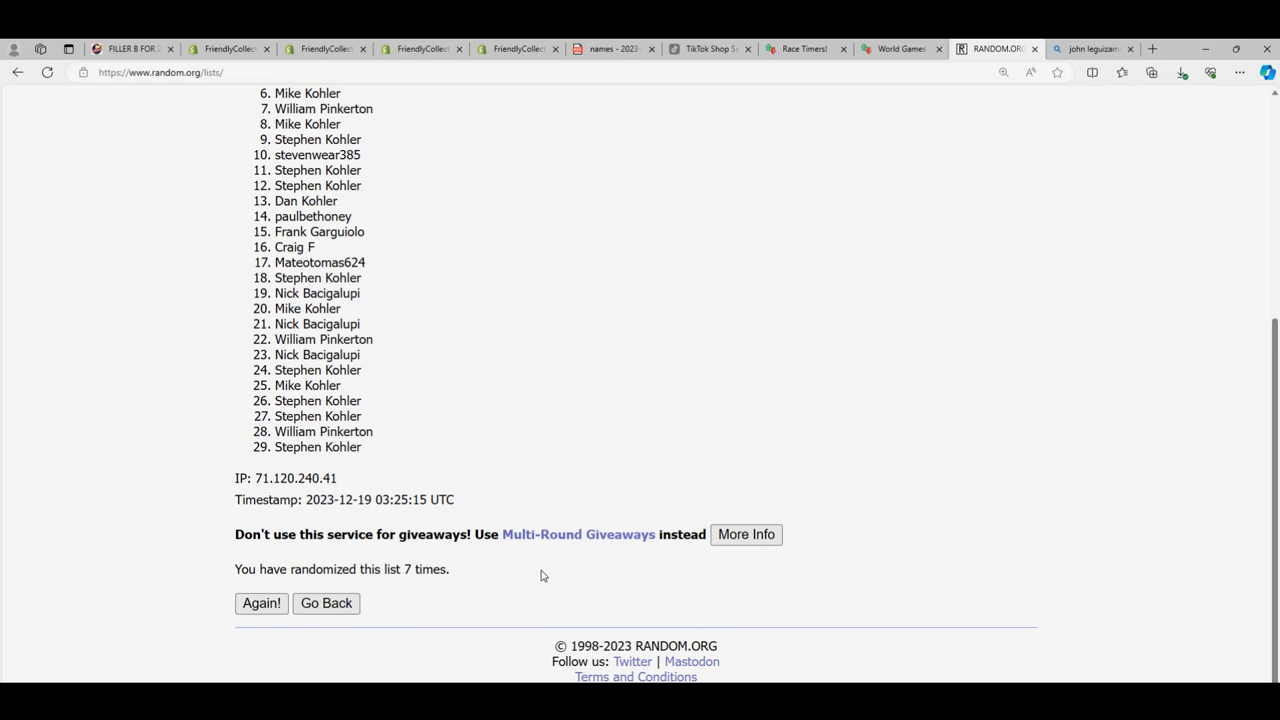 FILLER B FOR 2
FriendlyCollect
FriendlyCollect
FriendlyCollect
FriendlyCollect
names - 2023-
TikTok Shop Se
Race Timers!
World Games
RANDOM.ORG
john leguizamo
https://www.random.org/lists/
6. Mike Kohler
7. William Pinkerton
8. Mike Kohler
9. Stephen Kohler
10. stevenwear385
11. Stephen Kohler
12. Stephen Kohler
13. Dan Kohler
14. paulbethoney
15. Frank Garguiolo
16. Craig F
17. Mateotomas624
18. Stephen Kohler
19. Nick Bacigalupi
20. Mike Kohler
21. Nick Bacigalupi
22. William Pinkerton
23. Nick Bacigalupi
24. Stephen Kohler
25. Mike Kohler
26. Stephen Kohler
27. Stephen Kohler
28. William Pinkerton
29. Stephen Kohler
IP: 71.120.240.41
Timestamp: 2023-12-19 03:25:15 UTC
Don't use this service for giveaways! Use Multi-Round Giveaways instead More Info
You have randomized this list 7 times.
Again! Go Back
© 1998-2023 RANDOM.ORG
Follow us: Twitter | Mastodon
Terms and Conditions